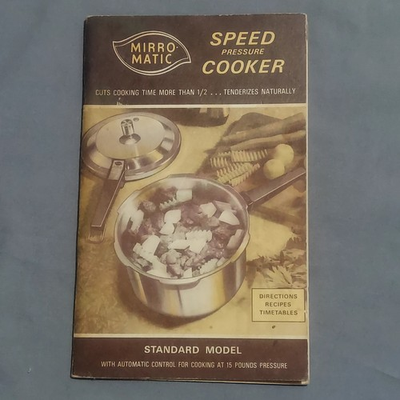 MIRRO-
MATIC
SPEED
PRESSURE
COOKER
CUTS COOKING TIME MORE THAN 1/2 ... TENDERIZES NATURALLY
DIRECTIONS
RECIPES
TIMETABLES
STANDARD MODEL
WITH AUTOMATIC CONTROL FOR COOKING AT 15 POUNDS PRESSURE